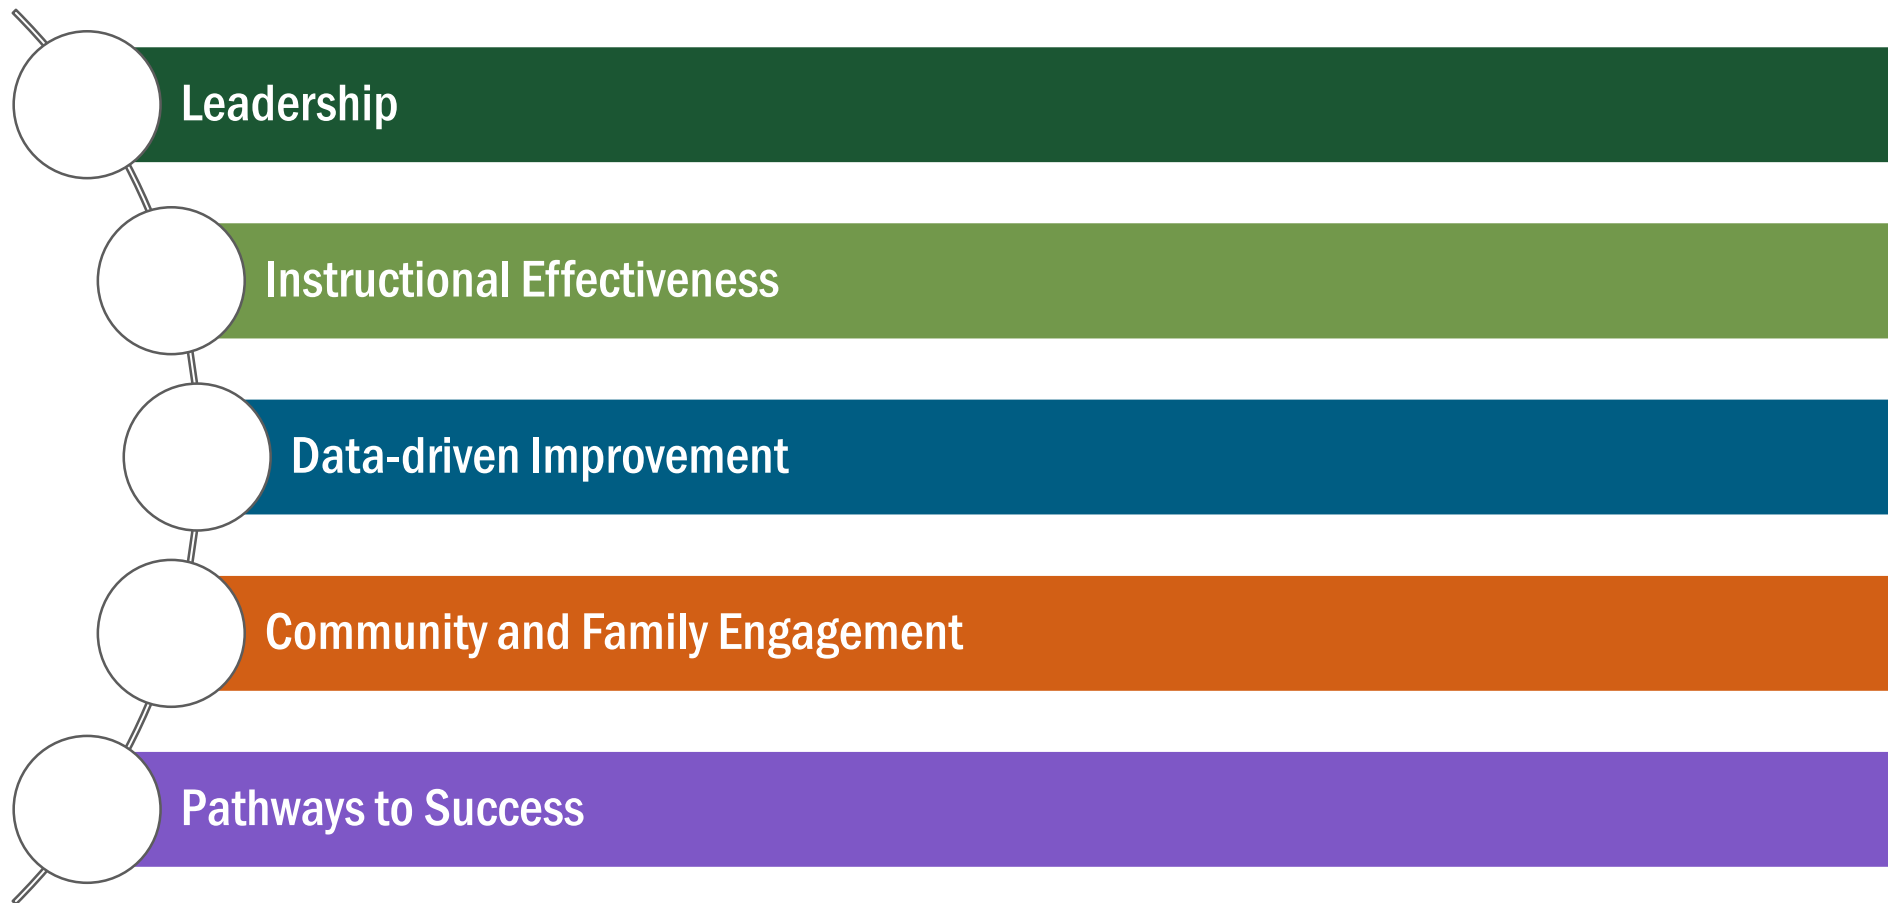 Leadership
Instructional Effectiveness
Data-driven Improvement
Community and Family Engagement
Pathways to Success